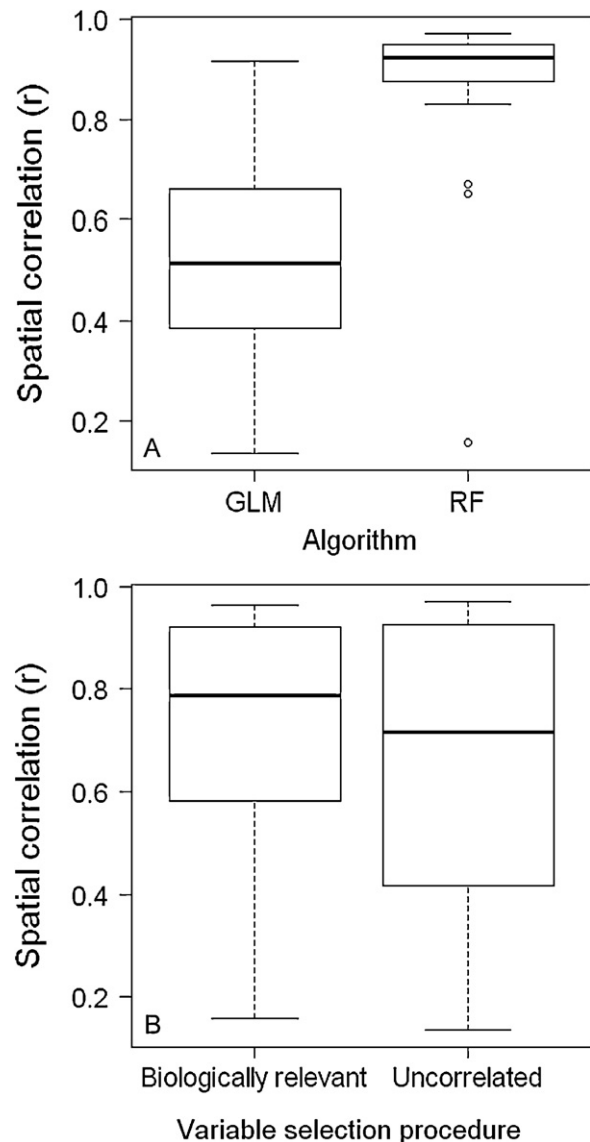 Spatial correlation (r)
1.0
0.8
0.6
0.4
0.2
A
GLM RF
Algorithm
Spatial correlation (r)
1.0
0.8
0.6
0.4
0.2
B
Biologically relevant Uncorrelated
Variable selection procedure